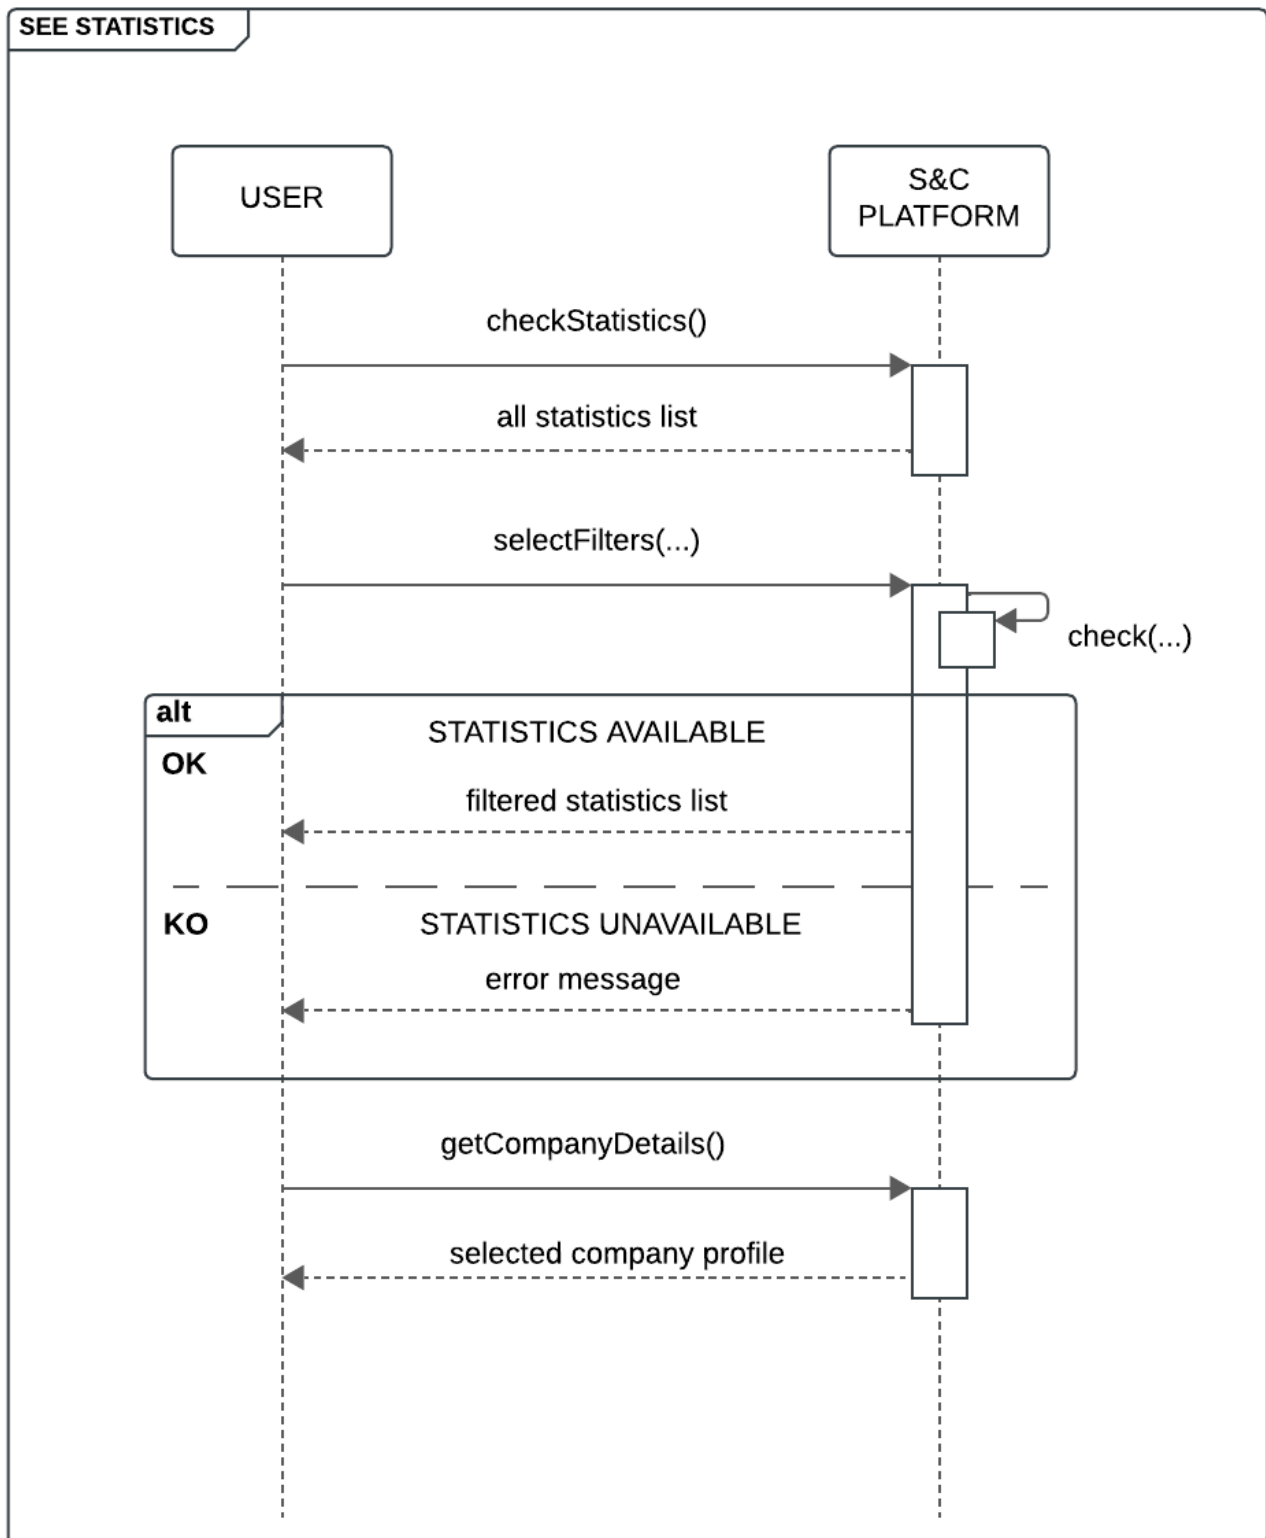 SEE STATISTICS
USER
S&C
PLATFORM
checkStatistics()
all statistics list
selectFilters(...)
check(...)
alt
STATISTICS AVAILABLE
OK
filtered statistics list
KO
STATISTICS UNAVAILABLE
error message
getCompanyDetails()
selected company profile